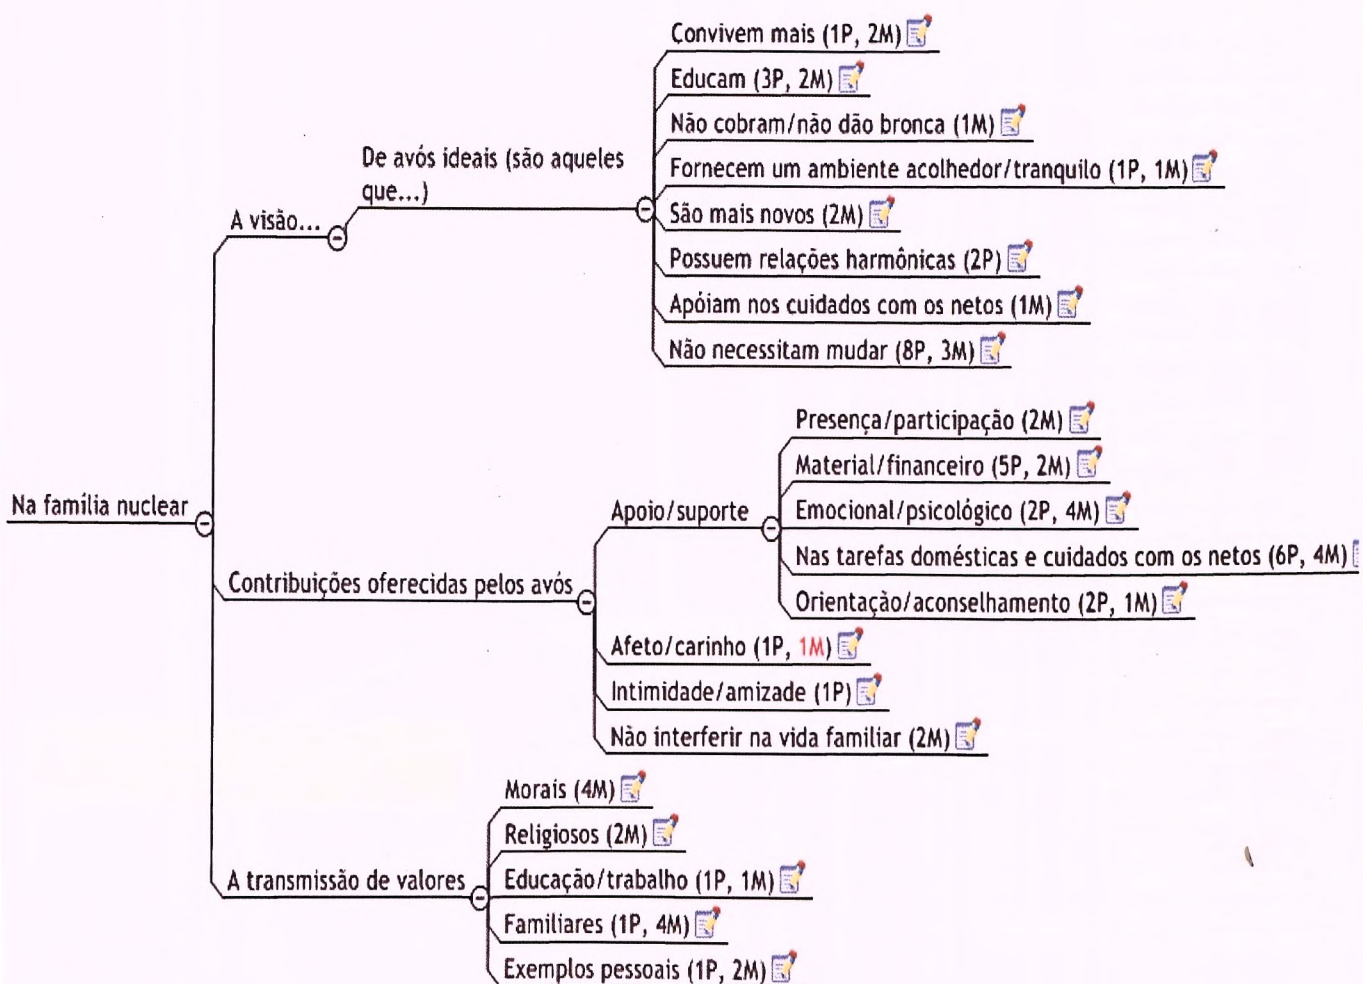 Na família nuclear
A visão...
De avós ideais (são aqueles
que...)
Convivem mais (1P, 2M)
Educam (3P, 2M)
Não cobram/não dão bronca (1M)
Fornecem um ambiente acolhedor/tranquilo (1P, 1M)
São mais novos (2M)
Possuem relações harmônicas (2P)
Apóiam nos cuidados com os netos (1M)
Não necessitam mudar (8P, 3M)
Contribuições oferecidas pelos avós
Apoio/suporte
Presença/participação (2M)
Material/financeiro (5P, 2M)
Emocional/psicológico (2P, 4M)
Nas tarefas domésticas e cuidados com os netos (6P, 4M)
Orientação/aconselhamento (2P, 1M)
Afeto/carinho (1P, 1M)
Intimidade/amizade (1P)
Não interferir na vida familiar (2M)
A transmissão de valores
Morais (4M)
Religiosos (2M)
Educação/trabalho (1P, 1M)
Familiares (1P, 4M)
Exemplos pessoais (1P, 2M)